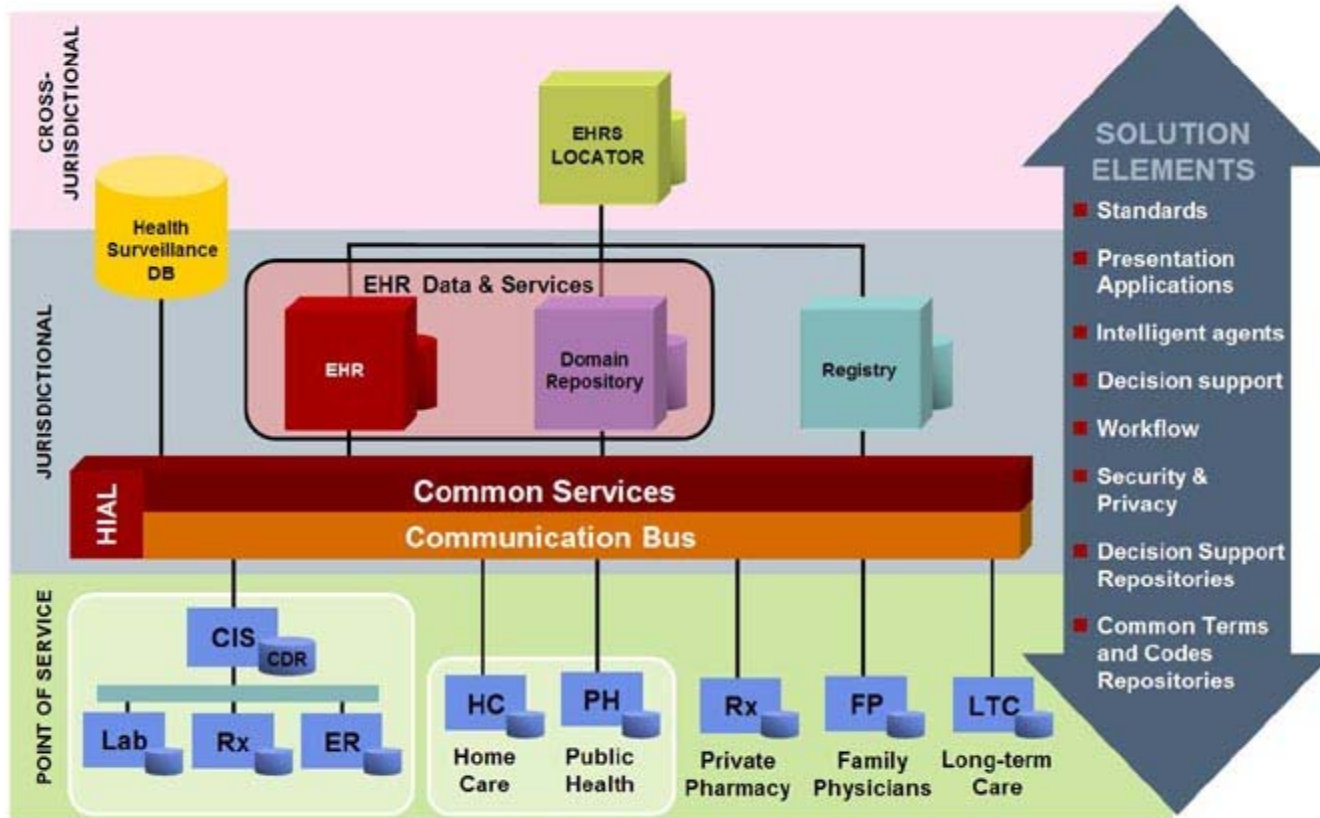 CROSS-
JURISDICTIONAL
EHRS
LOCATOR
Health
Surveillance
DB
JURISDICTIONAL
EHR Data & Services
EHR
Domain
Repository
Registry
HIAL
Common Services
Communication Bus
POINT OF SERVICE
CIS
CDR
Lab
Rx
ER
HC
Home
Care
PH
Public
Health
Rx
Private
Pharmacy
FP
Family
Physicians
LTC
Long-term
Care
SOLUTION
ELEMENTS
Standards
Presentation
Applications
Intelligent agents
Decision support
Workflow
Security &
Privacy
Decision Support
Repositories
Common Terms
and Codes
Repositories